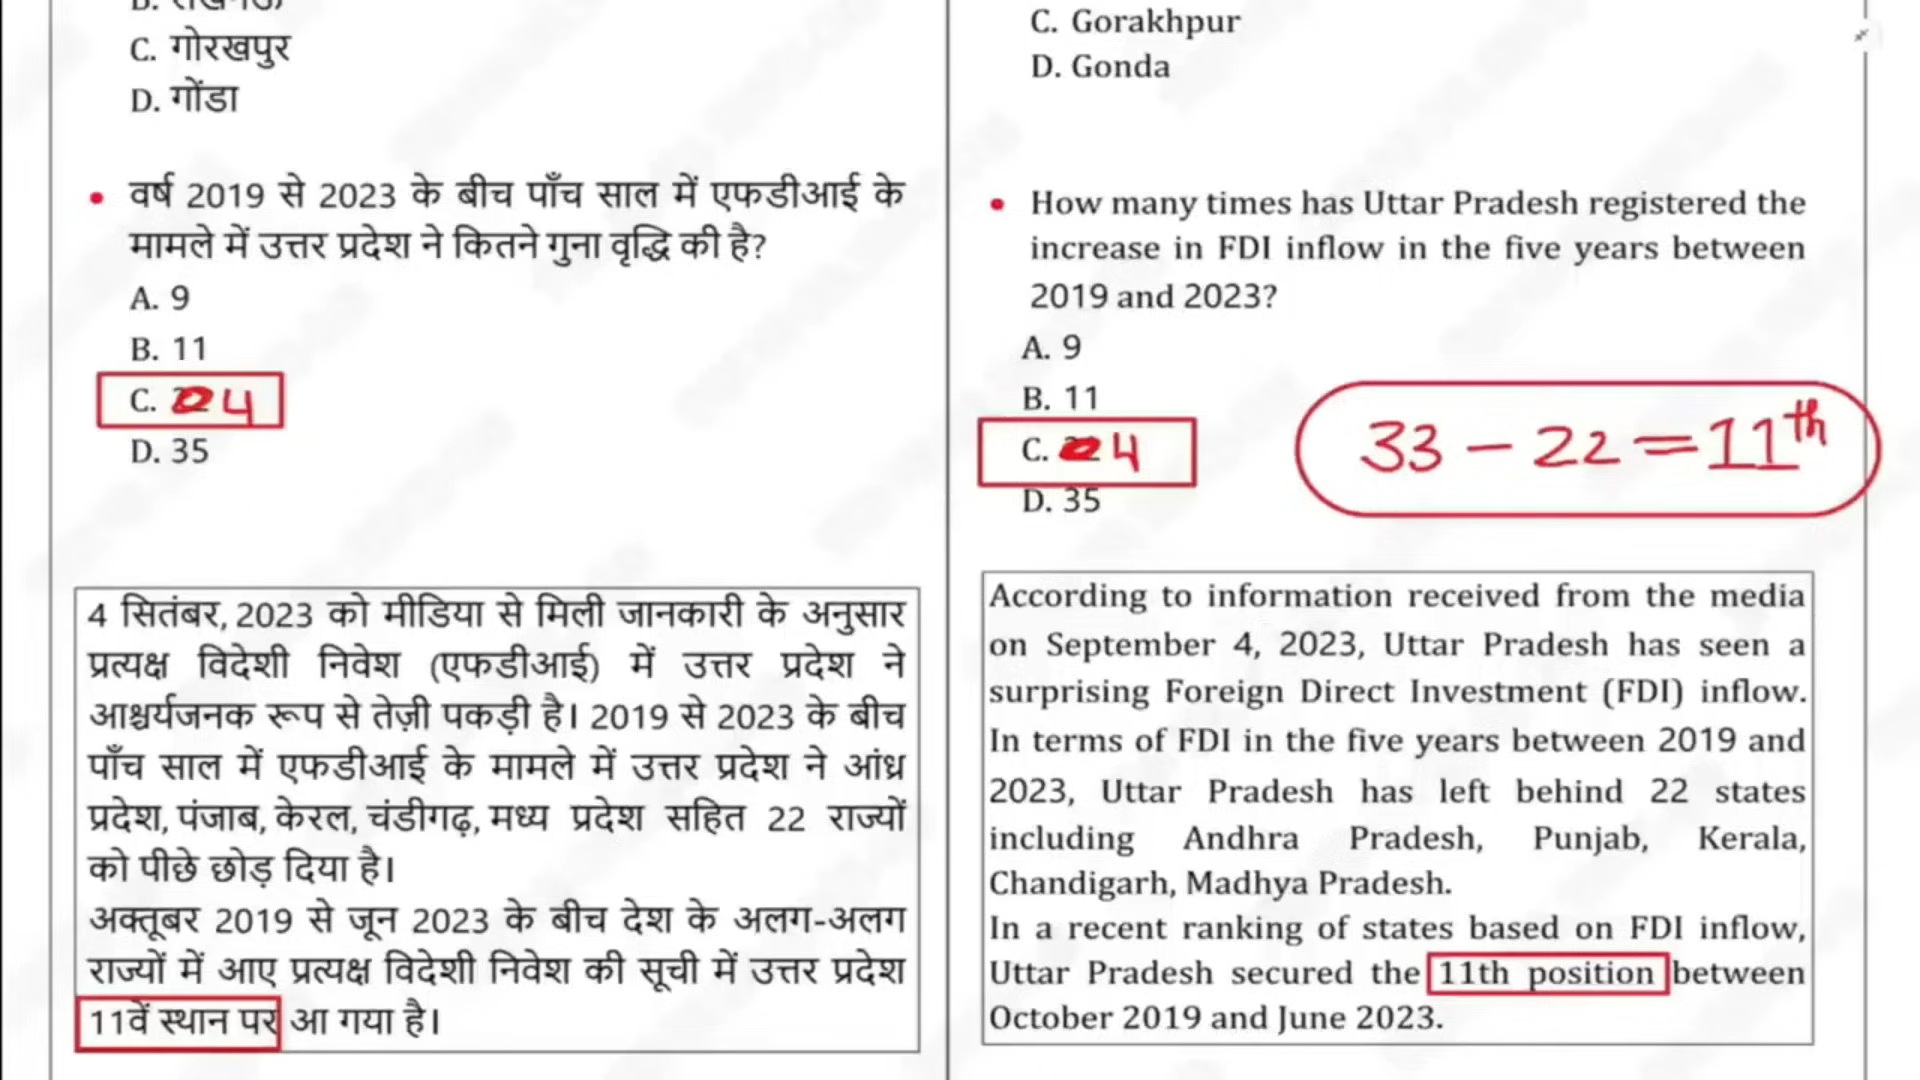 C. गोरखपुर
D. गोंडा
वर्ष 2019 से 2023 के बीच पाँच साल में एफडीआई के
मामले में उत्तर प्रदेश ने कितने गुना वृद्धि की है?
A. 9
B. 11
C. 4
D. 35
4 सितंबर, 2023 को मीडिया से मिली जानकारी के अनुसार
प्रत्यक्ष विदेशी निवेश (एफडीआई) में उत्तर प्रदेश ने
आश्चर्यजनक रूप से तेज़ी पकड़ी है। 2019 से 2023 के बीच
पाँच साल में एफडीआई के मामले में उत्तर प्रदेश ने आंध्र
प्रदेश, पंजाब, केरल, चंडीगढ़, मध्य प्रदेश सहित 22 राज्यों
को पीछे छोड़ दिया है।
अक्तूबर 2019 से जून 2023 के बीच देश के अलग-अलग
राज्यों में आए प्रत्यक्ष विदेशी निवेश की सूची में उत्तर प्रदेश
11वें स्थान पर आ गया है।
C. Gorakhpur
D. Gonda
How many times has Uttar Pradesh registered the
increase in FDI inflow in the five years between
2019 and 2023?
A. 9
B. 11
C. 4
D. 35
33 - 22 = 11th
According to information received from the media
on September 4, 2023, Uttar Pradesh has seen a
surprising Foreign Direct Investment (FDI) inflow.
In terms of FDI in the five years between 2019 and
2023, Uttar Pradesh has left behind 22 states
including Andhra Pradesh, Punjab, Kerala,
Chandigarh, Madhya Pradesh.
In a recent ranking of states based on FDI inflow,
Uttar Pradesh secured the 11th position between
October 2019 and June 2023.